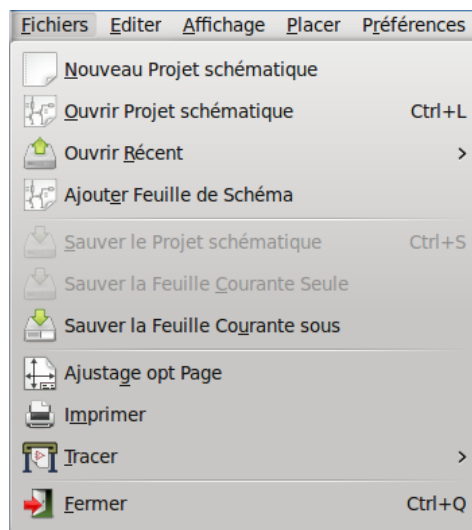 Fichiers Editer Affichage Placer Préférences
Nouveau Projet schématique
Ouvrir Projet schématique Ctrl+L
Ouvrir Récent >
Ajouter Feuille de Schéma
Sauver le Projet schématique Ctrl+S
Sauver la Feuille Courante Seule
Sauver la Feuille Courante sous
Ajustage opt Page
Imprimer
Tracer >
Fermer Ctrl+Q